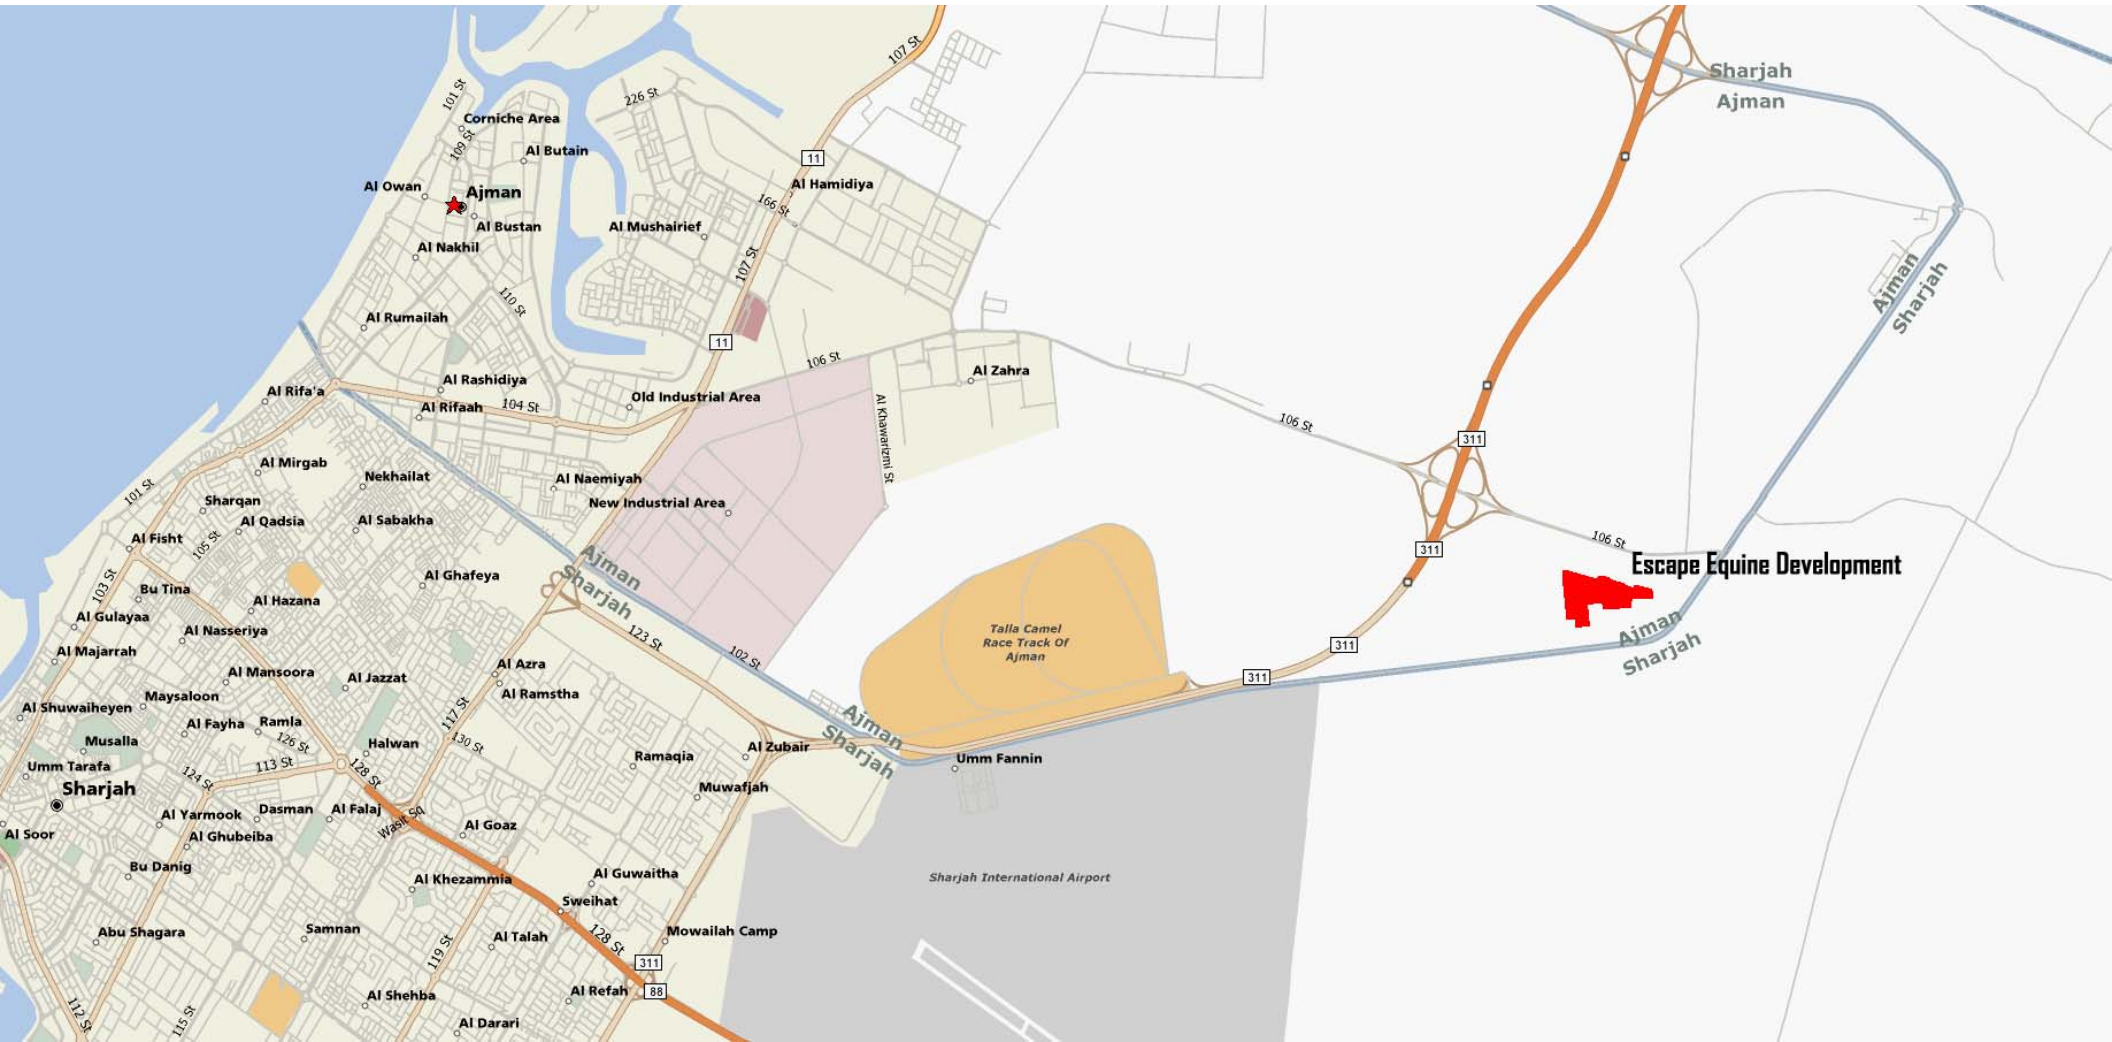 107 St
Sharjah
Ajman
101 St
226 St
Corniche Area
109 St
Al Butain
11
Al Owan
Ajman
Al Hamidiya
166 St
Al Bustan
Al Mushairief
Al Nakhil
107 St
Ajman
Sharjah
110 St
Al Rumailah
11
106 St
Al Zahra
Al Rashidiya
Al Rifa'a
Al Rifaah
104 St
Old Industrial Area
Al Khawarizmi St
106 St
311
Al Mirgab
Nekhailat
Al Naemiyah
101 St
Sharqan
New Industrial Area
Al Qadsia
Al Sabakha
Al Fisht
105 St
106 St
311
Ajman
Sharjah
Escape Equine Development
103 St
Bu Tina
Al Ghafeya
Al Hazana
Al Gulayaa
Al Nasseriya
123 St
Talla Camel
Race Track Of
Ajman
Ajman
Sharjah
311
Al Majarrah
102 St
Al Azra
Al Mansoora
Al Jazzat
311
Maysaloon
Al Ramstha
Al Shuwaiheyen
Al Fayha
Ramla
117 St
Ajman
Sharjah
126 St
130 St
Musalla
Halwan
Al Zubair
Umm Tarafa
113 St
Ramaqia
Umm Fannin
124 St
128 St
Sharjah
Muwafjah
Al Yarmook
Dasman
Al Falaj
Wasit Sq
Al Goaz
Al Soor
Al Ghubeiba
Bu Danig
Al Khezammia
Al Guwaitha
Sharjah International Airport
Sweihat
Abu Shagara
Samnan
119 St
Al Talah
128 St
Mowailah Camp
311
Al Shehba
Al Refah
88
112 St
115 St
Al Darari